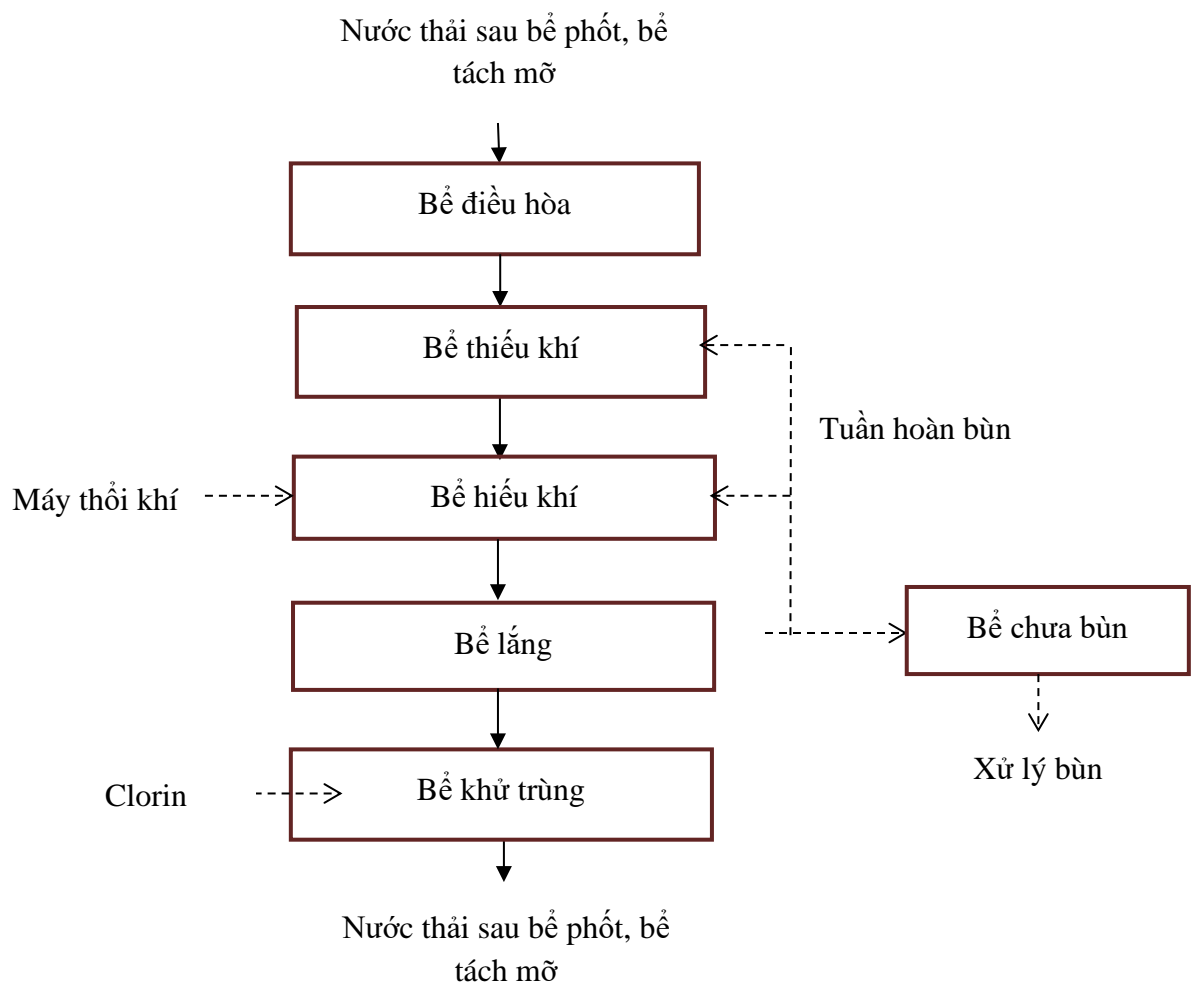 Nước thải sau bể phốt, bể
tách mỡ
Bể điều hòa
Bể thiếu khí
Tuần hoàn bùn
Máy thổi khí
Bể hiếu khí
Bể lắng
Bể chưa bùn
Xử lý bùn
Clorin
Bể khử trùng
Nước thải sau bể phốt, bể
tách mỡ